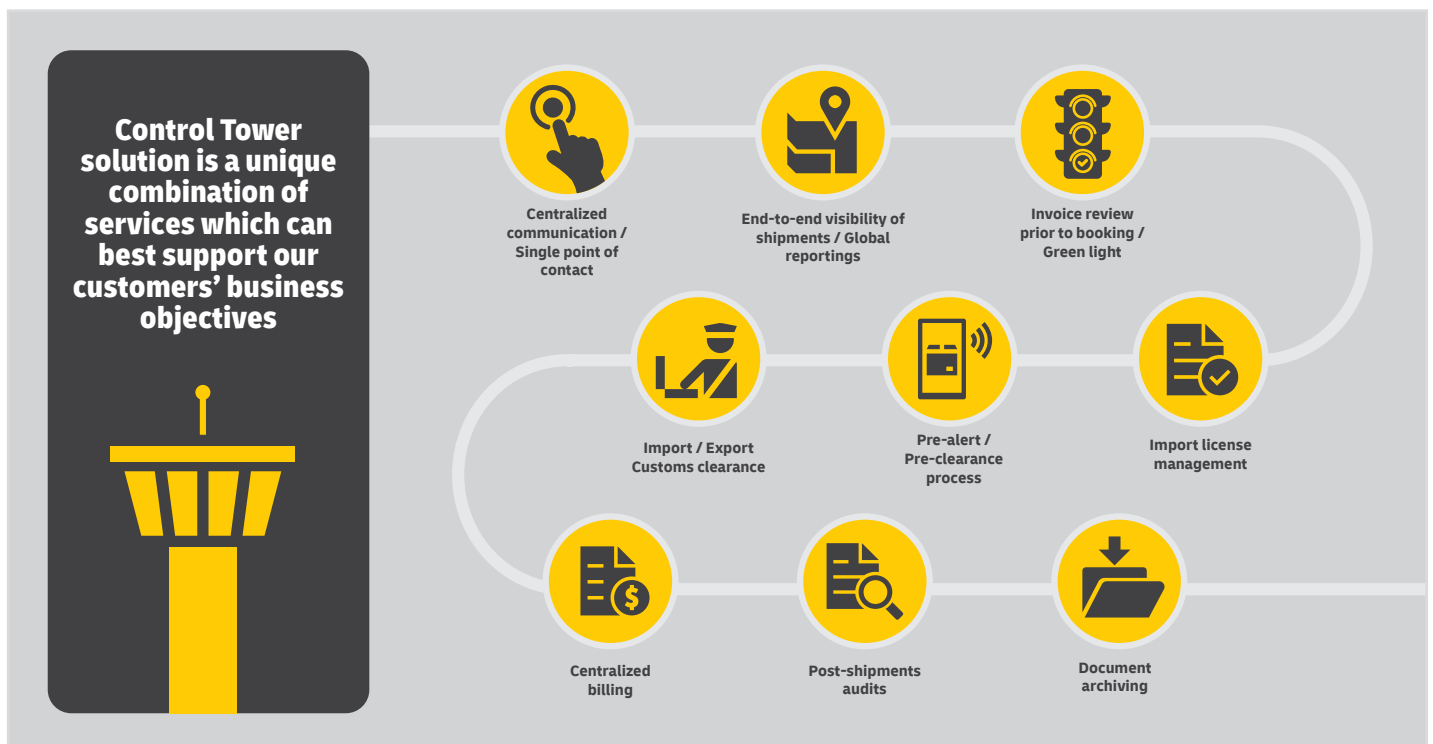 Control Tower
solution is a unique
combination of
services which can
best support our
customers’ business
objectives
Centralized
communication /
Single point of
contact
End-to-end visibility of
shipments / Global
reportings
Invoice review
prior to booking /
Green light
Import / Export
Customs clearance
Pre-alert /
Pre-clearance
process
Import license
management
$
Centralized
billing
Post-shipments
audits
Document
archiving